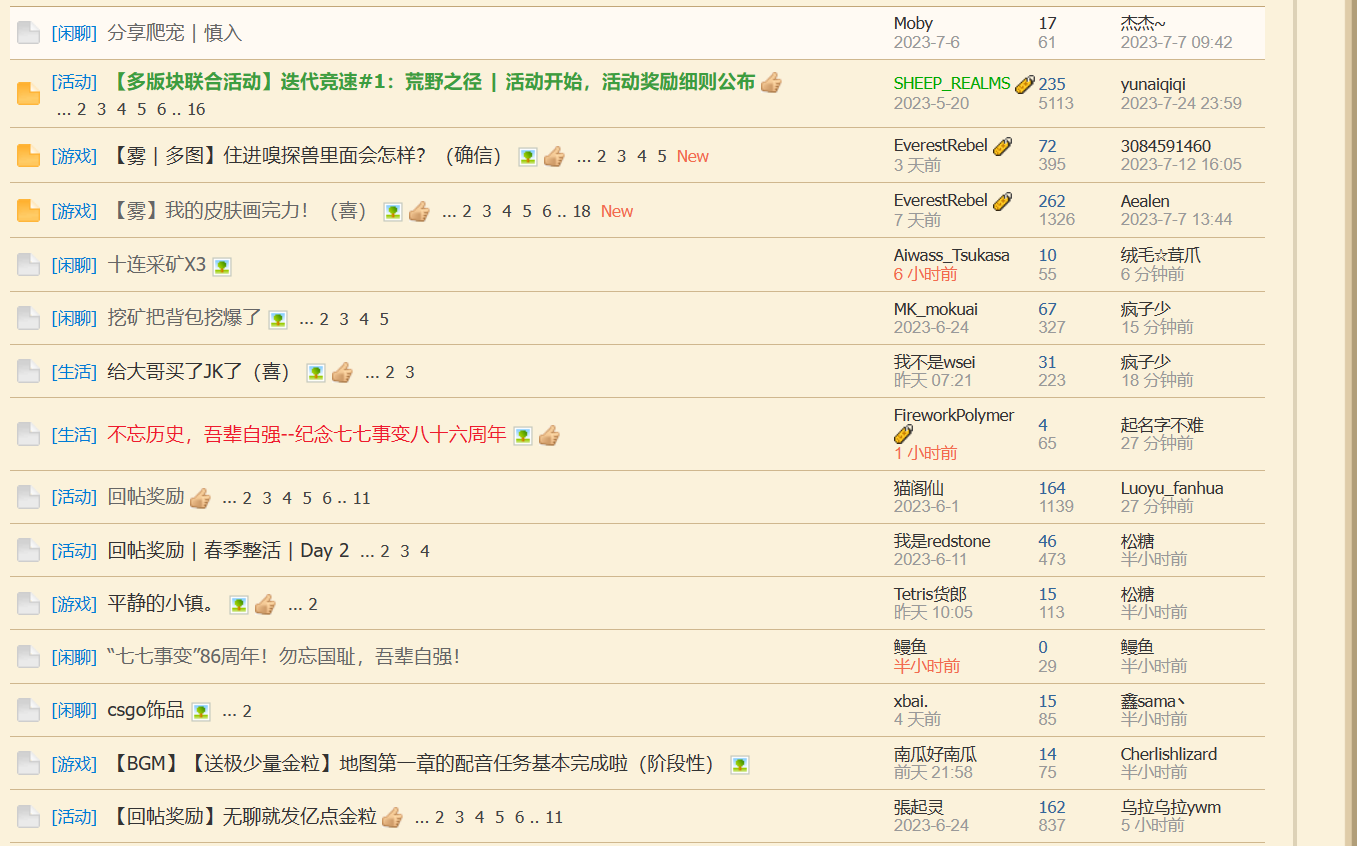 [闲聊] 分享爬宠 | 慎入 Moby 17 杰杰~
2023-7-6 61 2023-7-7 09:42
[活动] 【多版块联合活动】迭代竞速#1：荒野之径 | 活动开始，活动奖励细则公布 SHEEP_REALMS 235 yunaiqiqi
... 2 3 4 5 6 .. 16 2023-5-20 5113 2023-7-24 23:59
[游戏] 【雾 | 多图】住进嗅探兽里面会怎样？（确信） ... 2 3 4 5 New EverestRebel 72 3084591460
3 天前 395 2023-7-12 16:05
[游戏] 【雾】我的皮肤画完力！（喜） ... 2 3 4 5 6 .. 18 New EverestRebel 262 Aealen
7 天前 1326 2023-7-7 13:44
[闲聊] 十连采矿X3 Aiwass_Tsukasa 10 绒毛☆茸爪
6 小时前 55 6 分钟前
[闲聊] 挖矿把背包挖爆了 ... 2 3 4 5 MK_mokuai 67 疯子少
2023-6-24 327 15 分钟前
[生活] 给大哥买了JK了（喜） ... 2 3 我不是wsei 31 疯子少
昨天 07:21 223 18 分钟前
[生活] 不忘历史，吾辈自强--纪念七七事变八十六周年 FireworkPolymer 4 起名字不难
1 小时前 65 27 分钟前
[活动] 回帖奖励 ... 2 3 4 5 6 .. 11 猫阁仙 164 Luoyu_fanhua
2023-6-1 1139 27 分钟前
[活动] 回帖奖励 | 春季整活 | Day 2 ... 2 3 4 我是redstone 46 松糖
2023-6-11 473 半小时前
[游戏] 平静的小镇。 ... 2 Tetris货郎 15 松糖
昨天 10:05 113 半小时前
[闲聊] “七七事变”86周年！勿忘国耻，吾辈自强！ 鳗鱼 0 鳗鱼
半小时前 29 半小时前
[闲聊] csgo饰品 ... 2 xbai. 15 鑫sama丶
4 天前 85 半小时前
[游戏] 【BGM】【送极少量金粒】地图第一章的配音任务基本完成啦（阶段性） 南瓜好南瓜 14 Cherlishlizard
前天 21:58 75 半小时前
[活动] 【回帖奖励】无聊就发亿点金粒 ... 2 3 4 5 6 .. 11 張起灵 162 乌拉乌拉ywm
2023-6-24 837 5 小时前